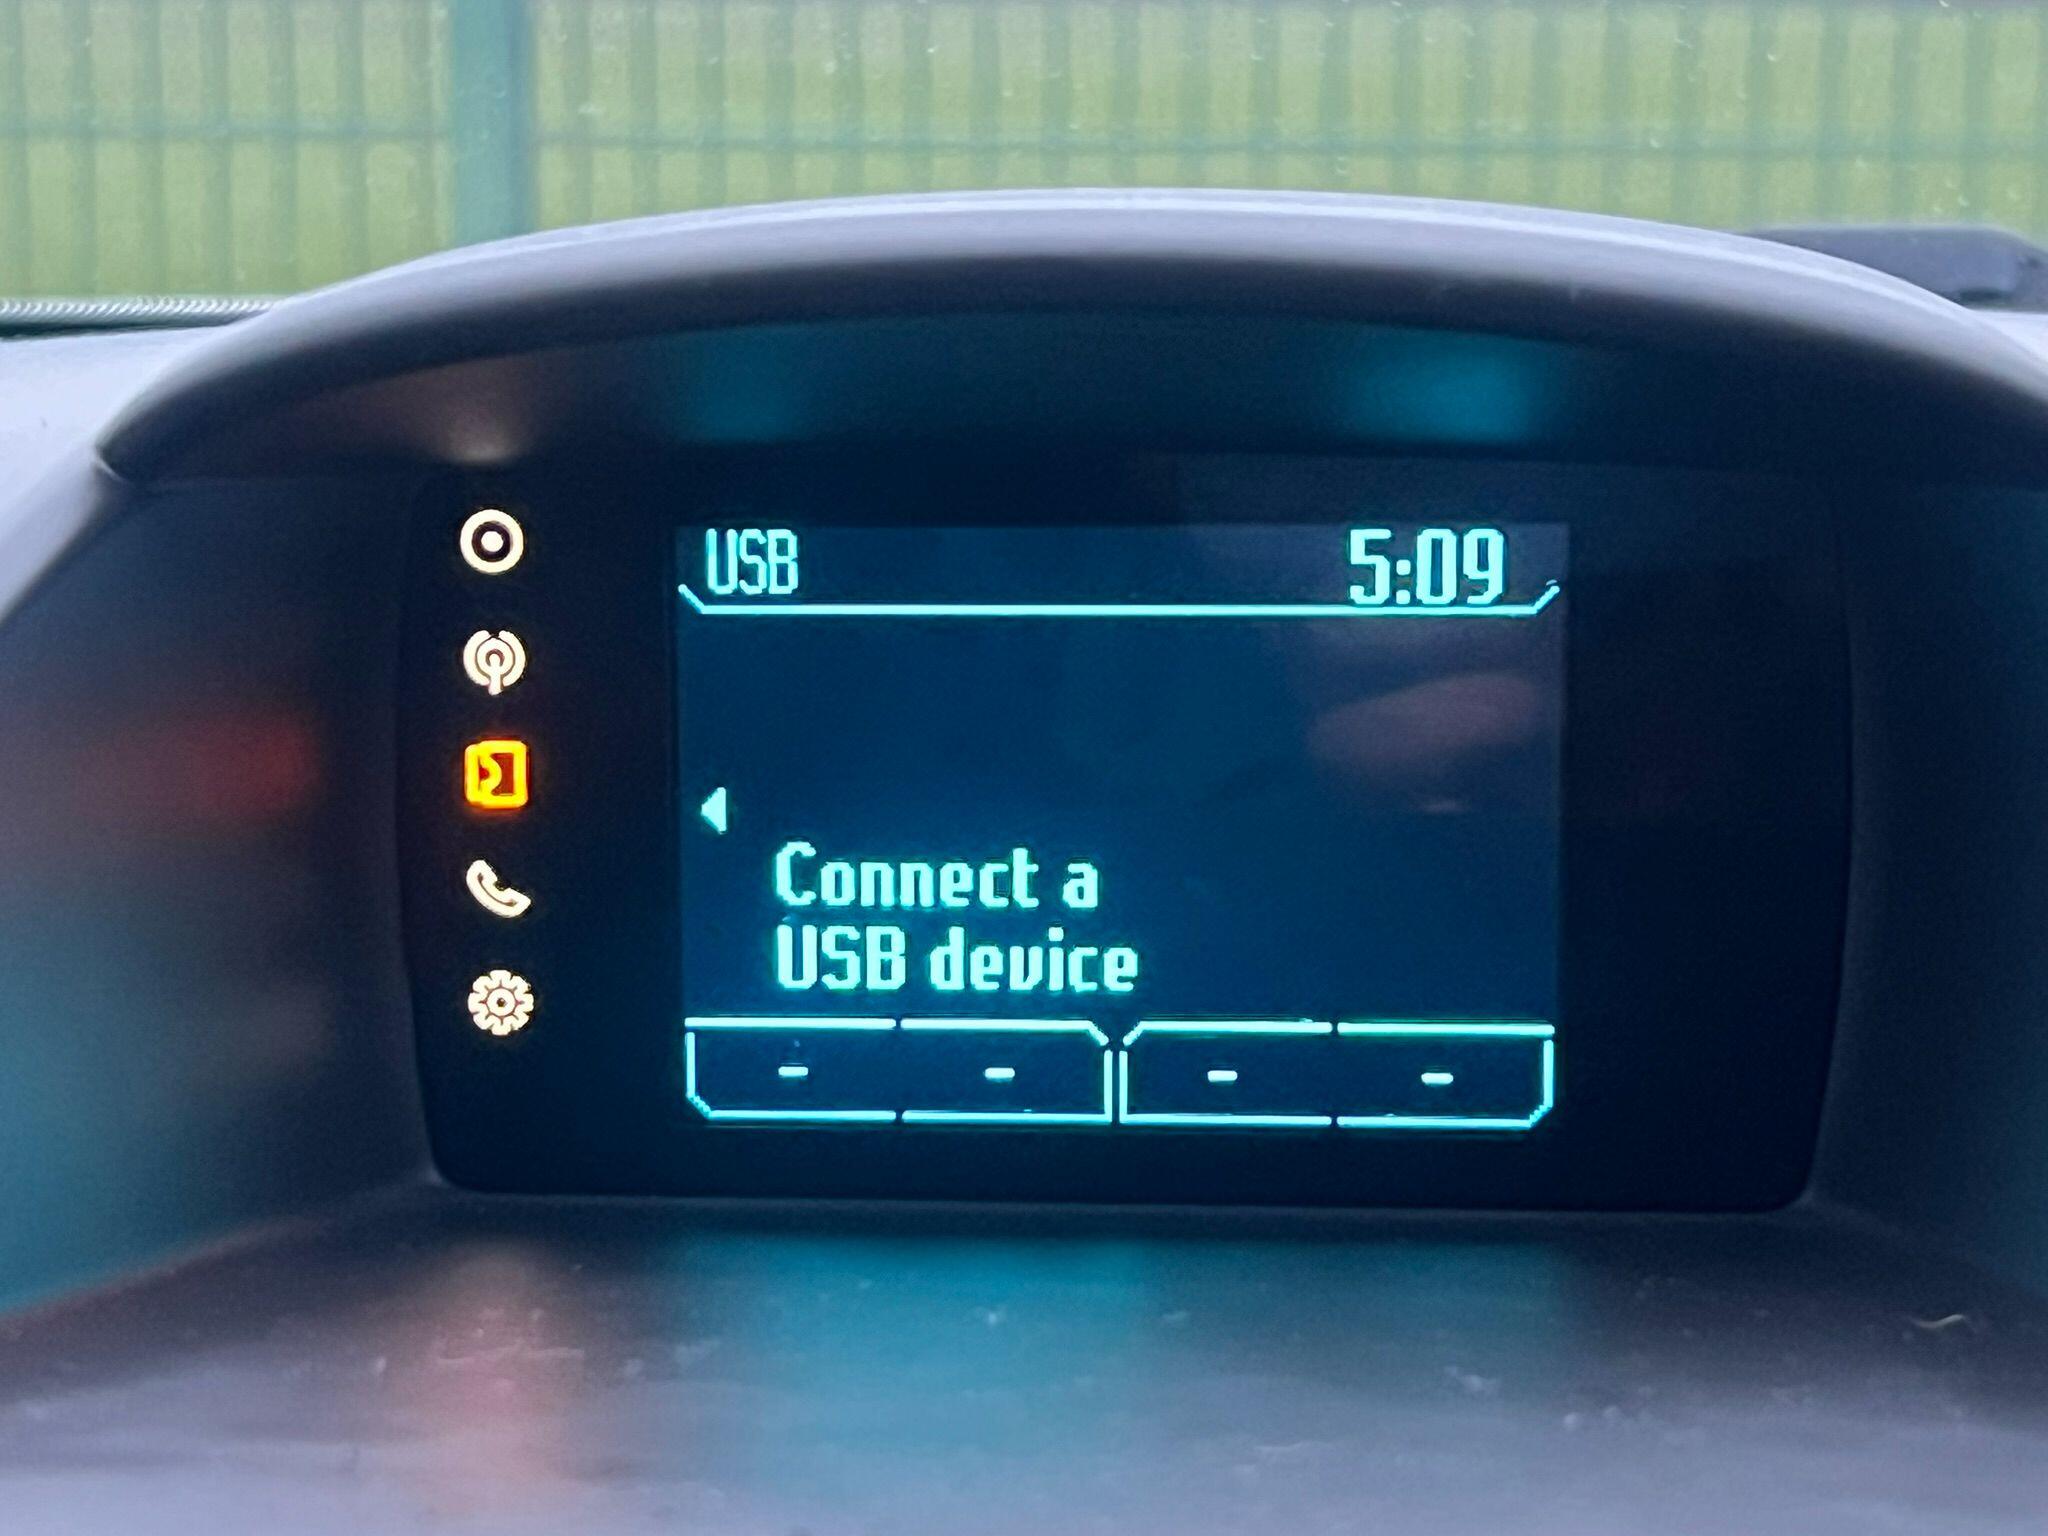 USB 5:09
Connect a
USB device
- - - -